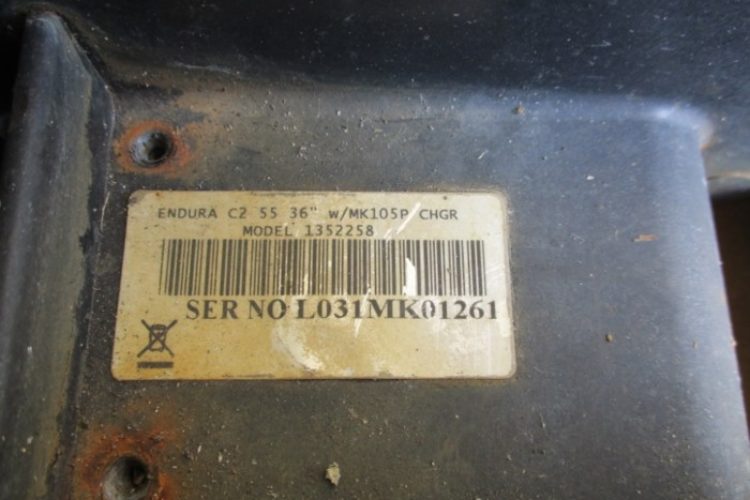 ENDURA C2 55 36" w/MK105P CHGR
MODEL 1352258
SER NO L031MK01261